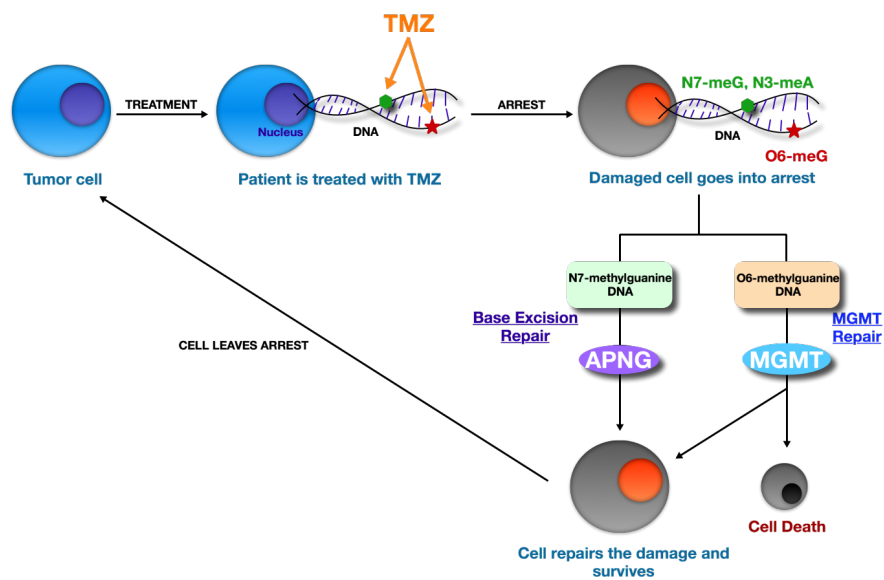 TMZ
TREATMENT
Nucleus
DNA
ARREST
N7-meG, N3-meA
DNA
O6-meG
Tumor cell
Patient is treated with TMZ
Damaged cell goes into arrest
N7-methylguanine
DNA
O6-methylguanine
DNA
Base Excision
Repair
MGMT
Repair
APNG
MGMT
CELL LEAVES ARREST
Cell Death
Cell repairs the damage and
survives